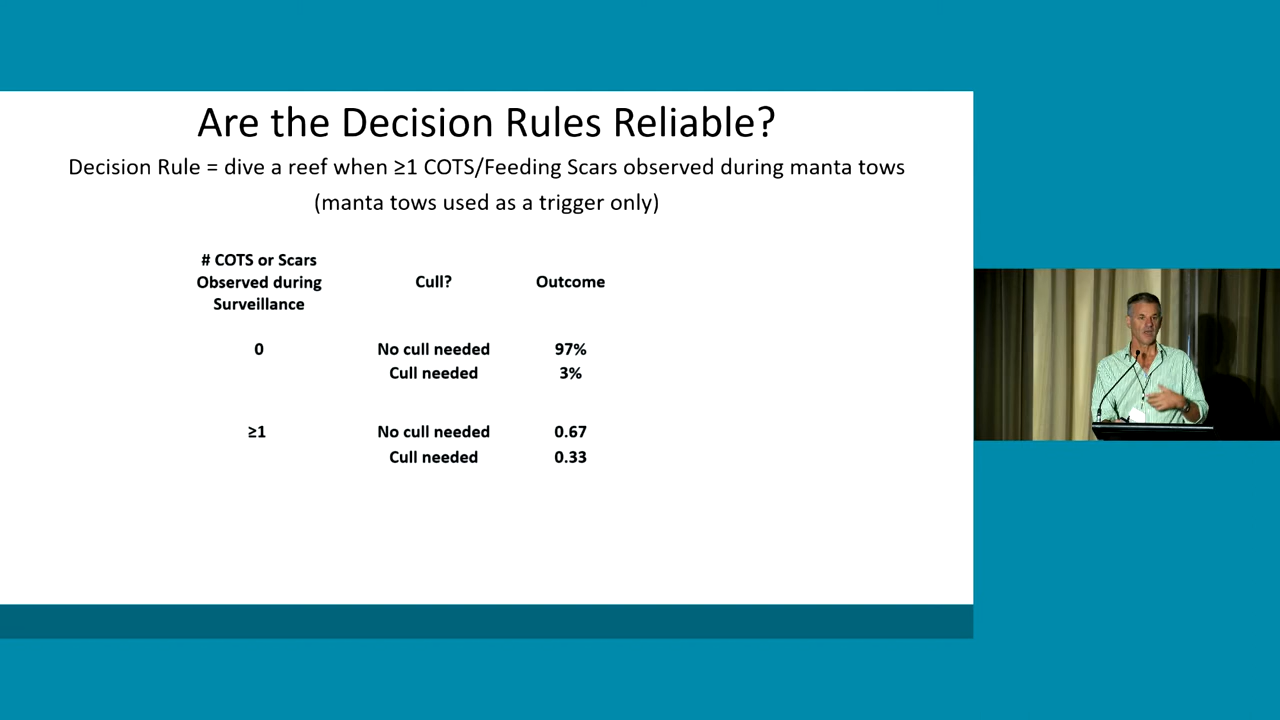 Are the Decision Rules Reliable?
Decision Rule = dive a reef when ≥1 COTS/Feeding Scars observed during manta tows
(manta tows used as a trigger only)
# COTS or Scars
Observed during
Surveillance
Cull?
Outcome
0
No cull needed
97%
Cull needed
3%
≥1
No cull needed
0.67
Cull needed
0.33